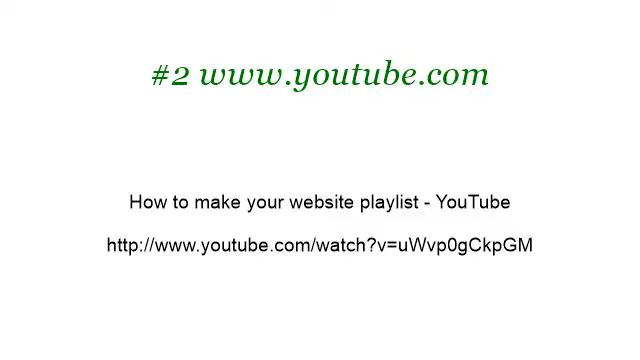 #2 www.youtube.com
How to make your website playlist - YouTube
http://www.youtube.com/watch?v=uWvp0gCkpGM